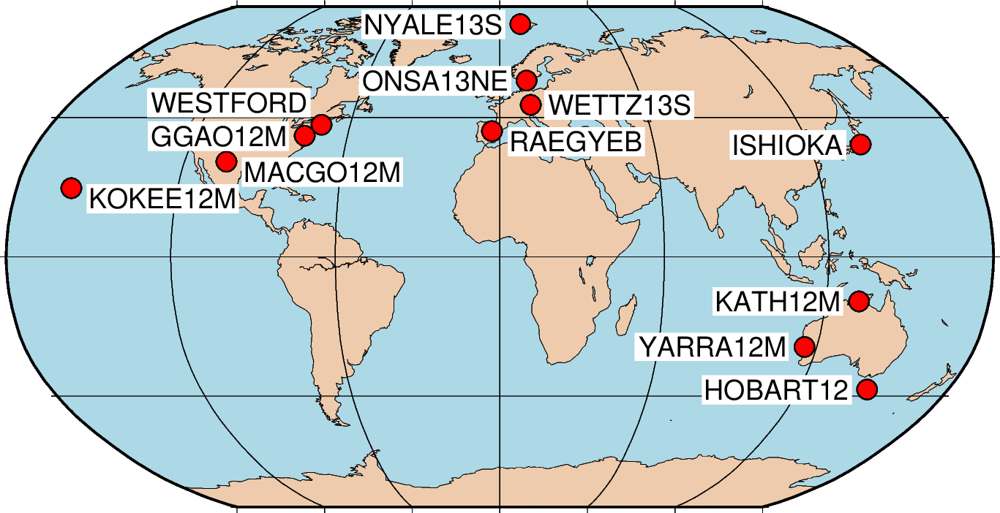 NYALE13S
ONSA13NE
WESTFORD
WETTZ13S
GGAO12M
RAEGYEB
ISHIOKA
MACGO12M
KOKEE12M
KATH12M
YARRA12M
HOBART12